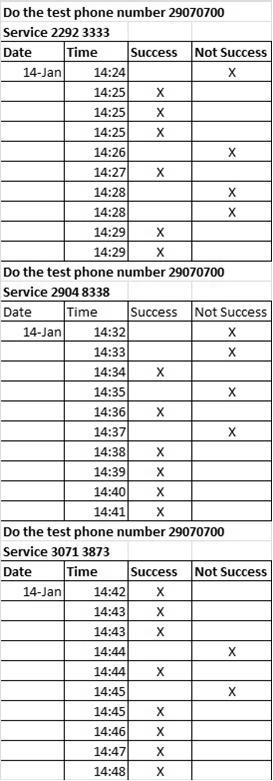 Do the test phone number 29070700
Service 2292 3333
Date Time Success Not Success
14-Jan 14:24 X
14:25 X
14:25 X
14:25 X
14:26 X
14:27 X
14:28 X
14:28 X
14:29 X
14:29 X
Do the test phone number 29070700
Service 2904 8338
Date Time Success Not Success
14-Jan 14:32 X
14:33 X
14:34 X
14:35 X
14:36 X
14:37 X
14:38 X
14:39 X
14:40 X
14:41 X
Do the test phone number 29070700
Service 3071 3873
Date Time Success Not Success
14-Jan 14:42 X
14:43 X
14:43 X
14:44 X
14:44 X
14:45 X
14:45 X
14:46 X
14:47 X
14:48 X